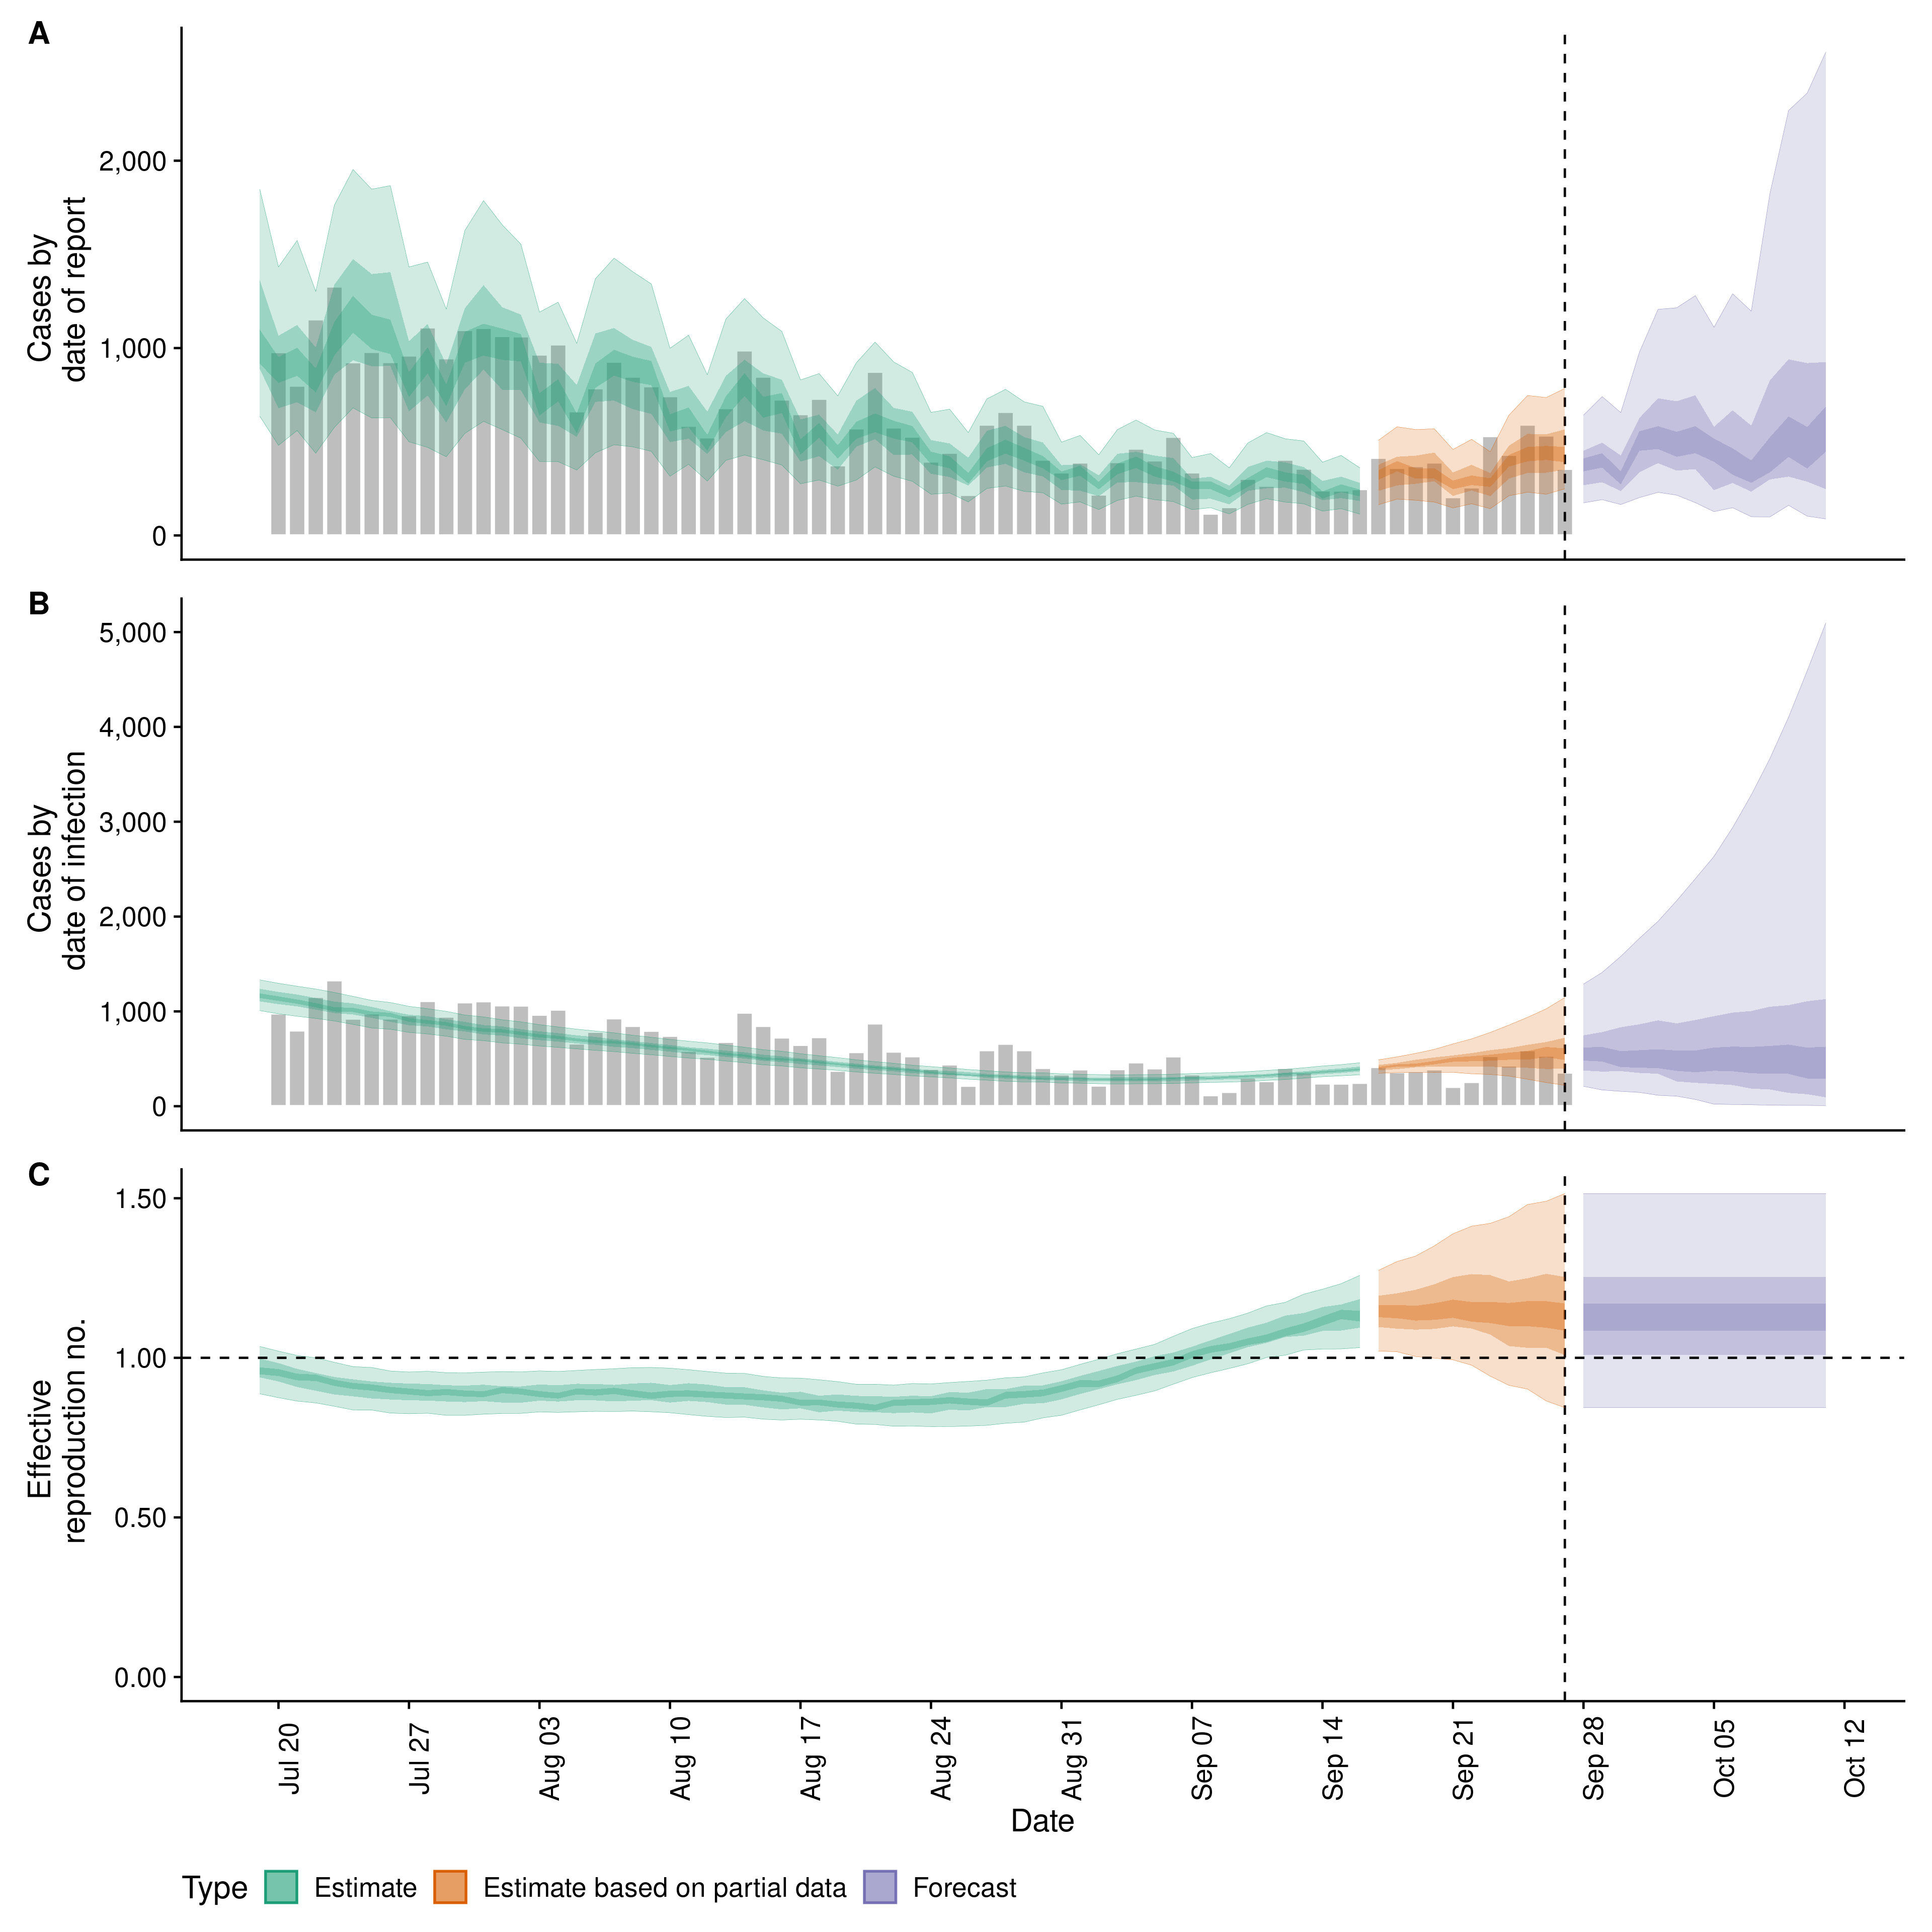 A
Cases by
date of report
2,000
1,000
0
B
Cases by
date of infection
5,000
4,000
3,000
2,000
1,000
0
C
Effective
reproduction no.
1.50
1.00
0.50
0.00
Jul 20
Jul 27
Aug 03
Aug 10
Aug 17
Aug 24
Aug 31
Sep 07
Sep 14
Sep 21
Sep 28
Oct 05
Oct 12
Date
Type Estimate Estimate based on partial data Forecast